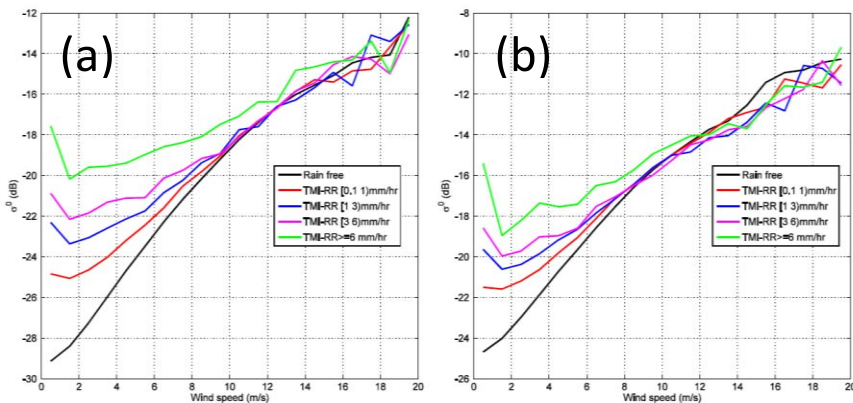 (a)
-12
-14
-16
-18
-20
-22
-24
-26
-28
-30
σ⁰ (dB)
Rain free
TMI-RR [0,1 1)mm/hr
TMI-RR [1 3)mm/hr
TMI-RR [3 6)mm/hr
TMI-RR>=6 mm/hr
0 2 4 6 8 10 12 14 16 18 20
Wind speed (m/s)
(b)
-8
-10
-12
-14
-16
-18
-20
-22
-24
-26
σ⁰ (dB)
Rain free
TMI-RR [0,1 1)mm/hr
TMI-RR [1 3)mm/hr
TMI-RR [3 6)mm/hr
TMI-RR>=6 mm/hr
0 2 4 6 8 10 12 14 16 18 20
Wind speed (m/s)